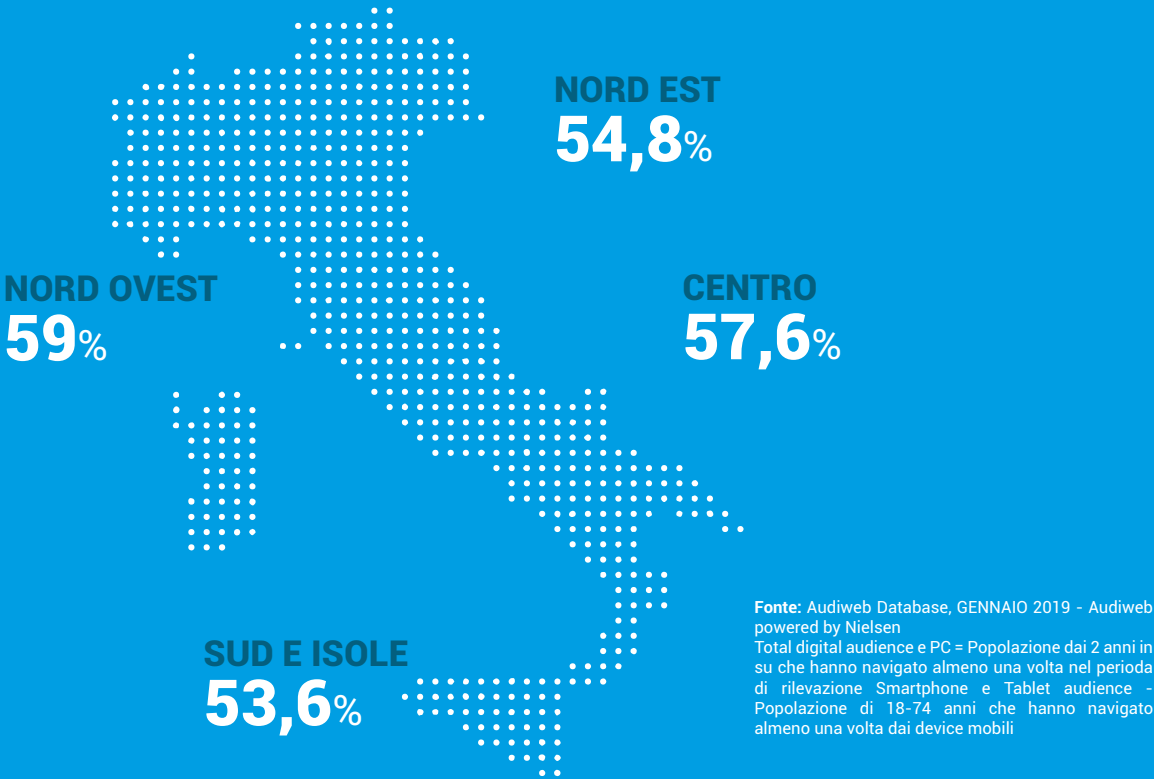 NORD EST
54,8%
NORD OVEST
59%
CENTRO
57,6%
SUD E ISOLE
53,6%
Fonte: Audiweb Database, GENNAIO 2019 - Audiweb
powered by Nielsen
Total digital audience e PC = Popolazione dai 2 anni in
su che hanno navigato almeno una volta nel perioda
di rilevazione Smartphone e Tablet audience -
Popolazione di 18-74 anni che hanno navigato
almeno una volta dai device mobili